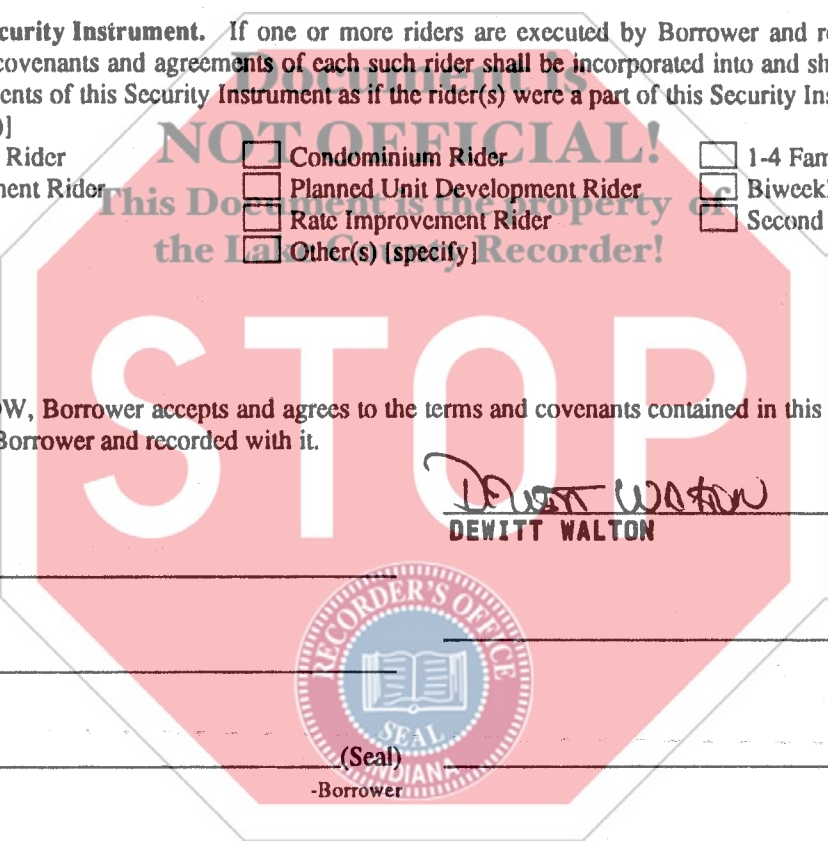 curity Instrument. If one or more riders are executed by Borrower and r
covenants and agreements of each such rider shall be incorporated into and sh
ents of this Security Instrument as if the rider(s) were a part of this Security Ins
)]
Document is
NOT OFFICIAL!
This Document is the property of
the Lake County Recorder!
Rider
Condominium Rider
1-4 Fam
ment Rider
Planned Unit Development Rider
Biweekl
Rate Improvement Rider
Second
Other(s) [specify]
STOP
OW, Borrower accepts and agrees to the terms and covenants contained in this
Borrower and recorded with it.
Dewitt Walton
DEWITT WALTON
RECORDER'S OFFICE
SEAL
INDIANA
(Seal)
-Borrower